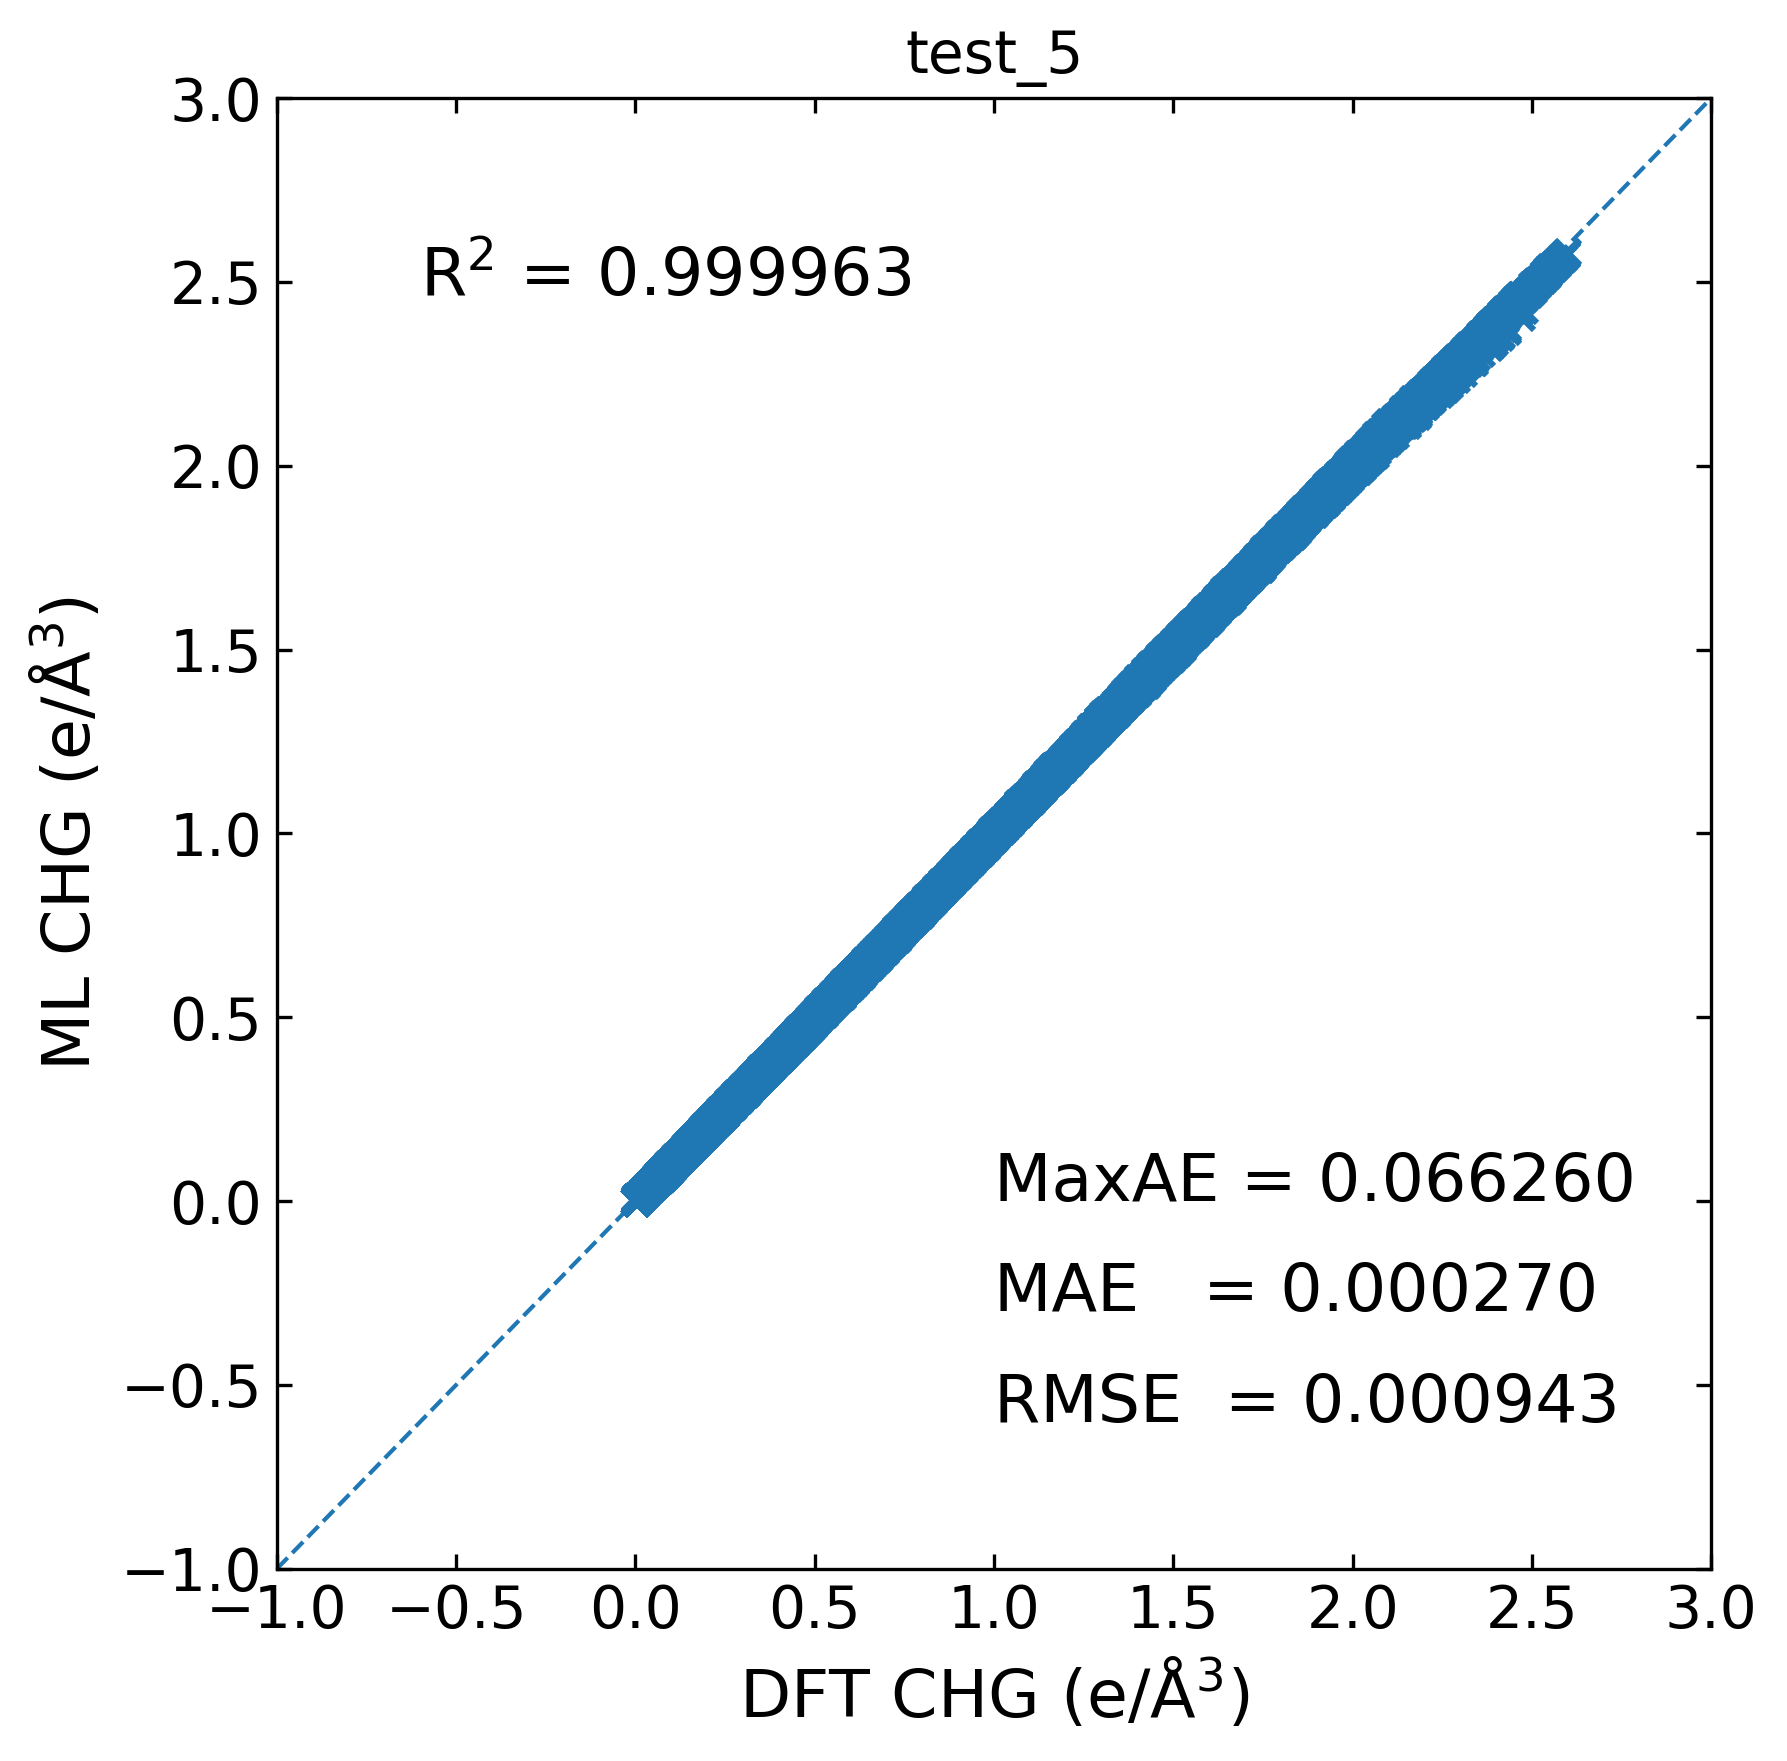 test_5
3.0
2.5
2.0
1.5
1.0
0.5
0.0
−0.5
−1.0
R² = 0.999963
MaxAE = 0.066260
MAE = 0.000270
RMSE = 0.000943
ML CHG (e/Å³)
−1.0 −0.5 0.0 0.5 1.0 1.5 2.0 2.5 3.0
DFT CHG (e/Å³)